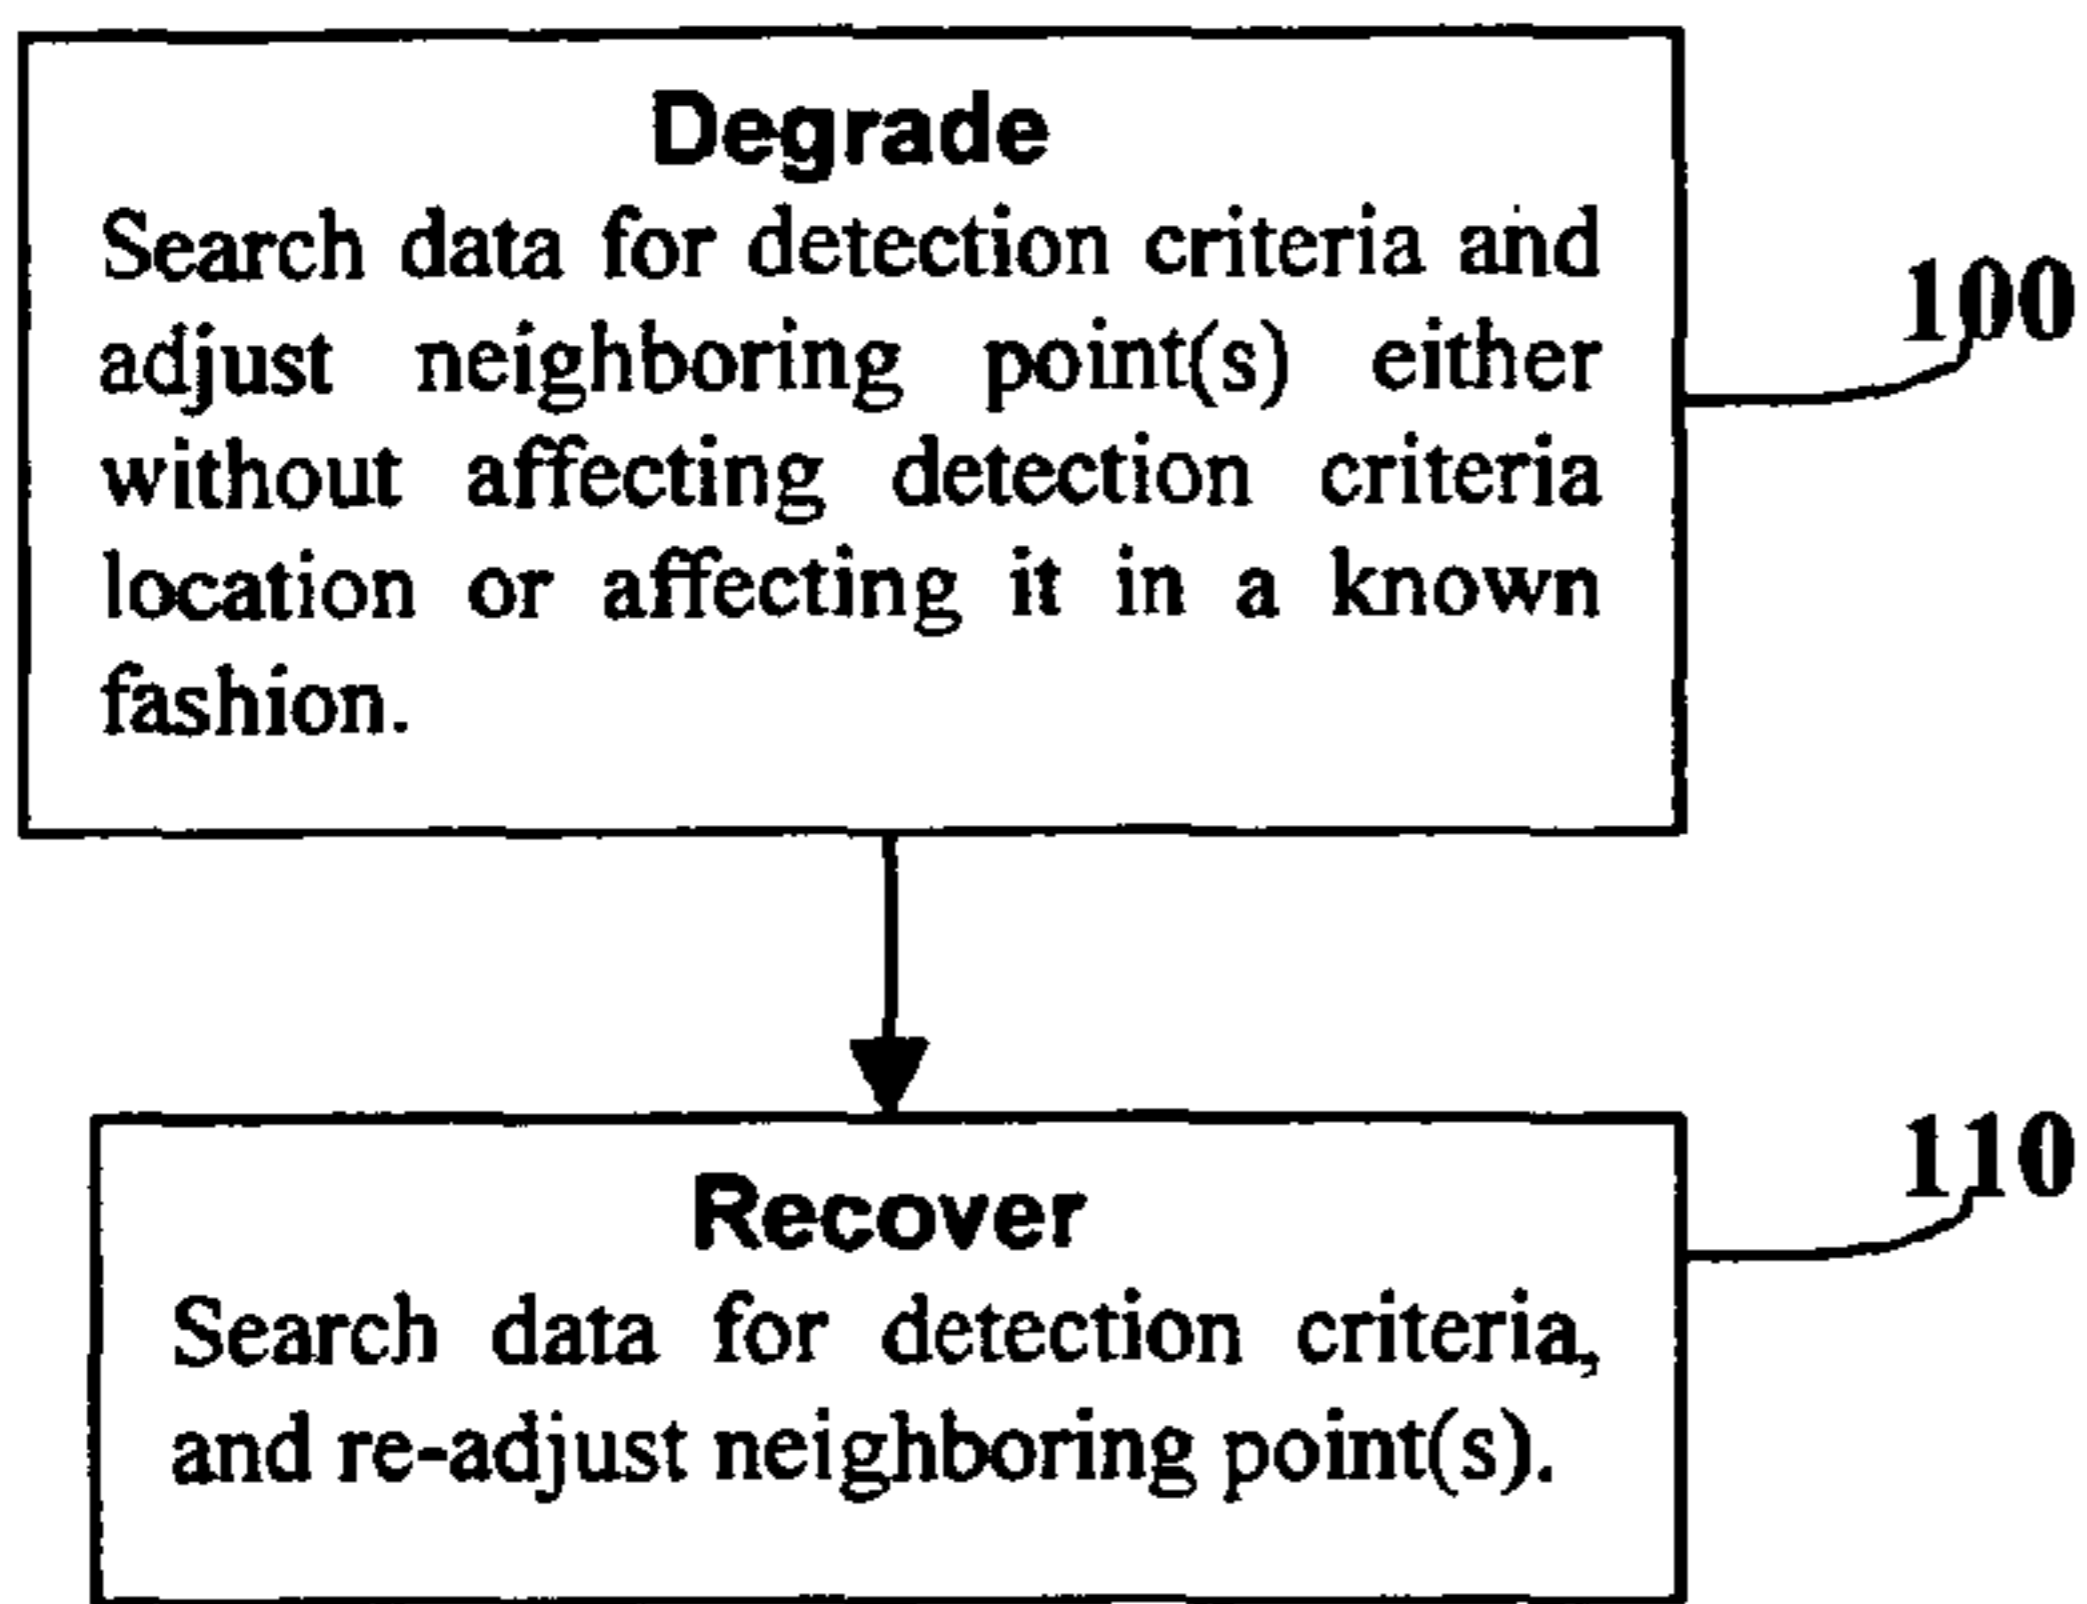 Degrade
Search data for detection criteria and
adjust neighboring point(s) either
without affecting detection criteria
location or affecting it in a known
fashion.
100
Recover
Search data for detection criteria,
and re-adjust neighboring point(s).
110